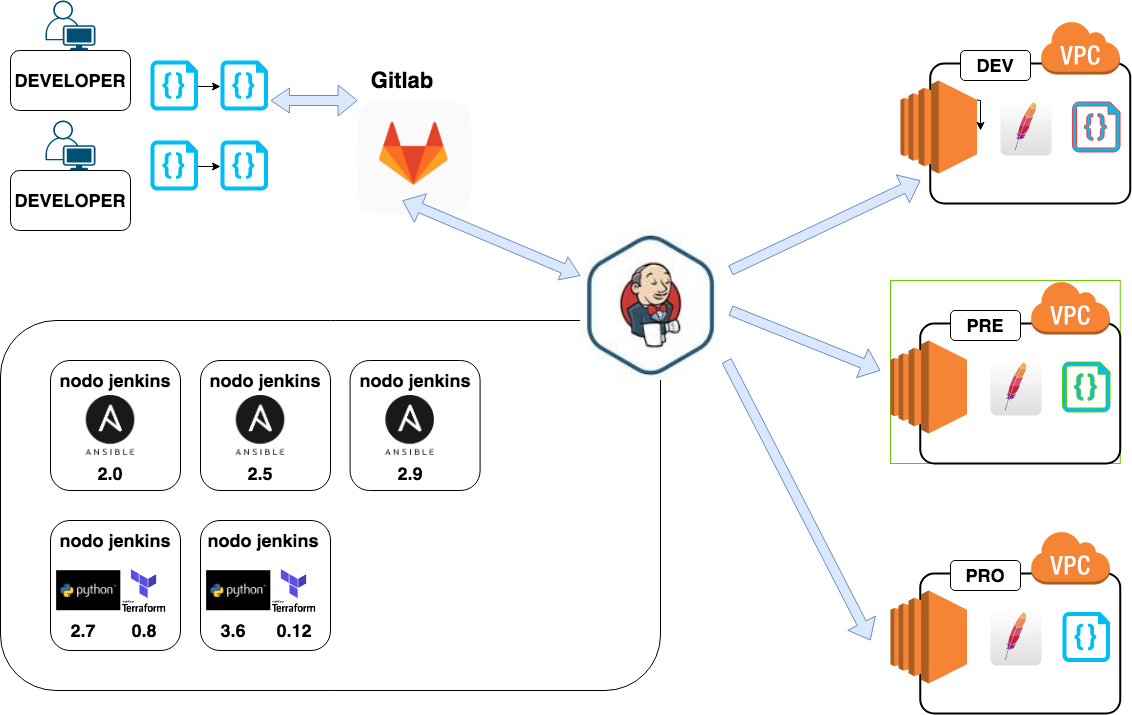 DEVELOPER
{}
{}
Gitlab
DEVELOPER
{}
{}
DEV
VPC
{}
PRE
VPC
{}
nodo jenkins
ANSIBLE
2.0
nodo jenkins
ANSIBLE
2.5
nodo jenkins
ANSIBLE
2.9
nodo jenkins
python
Terraform
2.7
0.8
nodo jenkins
python
Terraform
3.6
0.12
PRO
VPC
{}